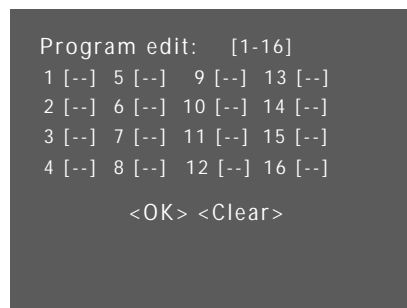 Program edit: [1-16]
1 [--] 5 [--] 9 [--] 13 [--]
2 [--] 6 [--] 10 [--] 14 [--]
3 [--] 7 [--] 11 [--] 15 [--]
4 [--] 8 [--] 12 [--] 16 [--]
<OK> <Clear>